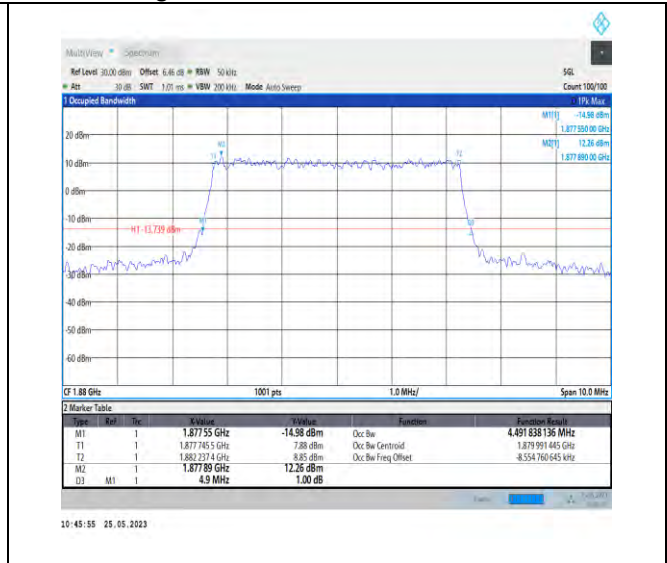 MultiView Spectrum
Ref Level 30.00 dBm Offset 6.46 dB RBW 50 kHz SGL
Att 30 dB SWT 1.01 ms VBW 200 kHz Mode Auto Sweep Count 100/100
1 Occupied Bandwidth 1Pk Max
M1[1] -14.98 dBm
1.877 550 00 GHz
20 dBm
M2[1] 12.26 dBm
1.877 890 00 GHz
M2
T1
T2
10 dBm
0 dBm
-10 dBm
H1 -13.739 dBm
-20 dBm
-30 dBm
-40 dBm
-50 dBm
-60 dBm
CF 1.88 GHz 1001 pts 1.0 MHz/ Span 10.0 MHz
2 Marker Table
Type Ref Trc X-Value Y-Value Function Function Result
M1 1 1.87755 GHz -14.98 dBm Occ Bw 4.491 838 136 MHz
T1 1 1.877 745 5 GHz 7.88 dBm Occ Bw Centroid 1.879 991 445 GHz
T2 1 1.882 237 4 GHz 8.85 dBm Occ Bw Freq Offset -8.554 760 645 kHz
M2 1 1.87789 GHz 12.26 dBm
D3 M1 1 4.9 MHz 1.00 dB
10:45:55 25.05.2023